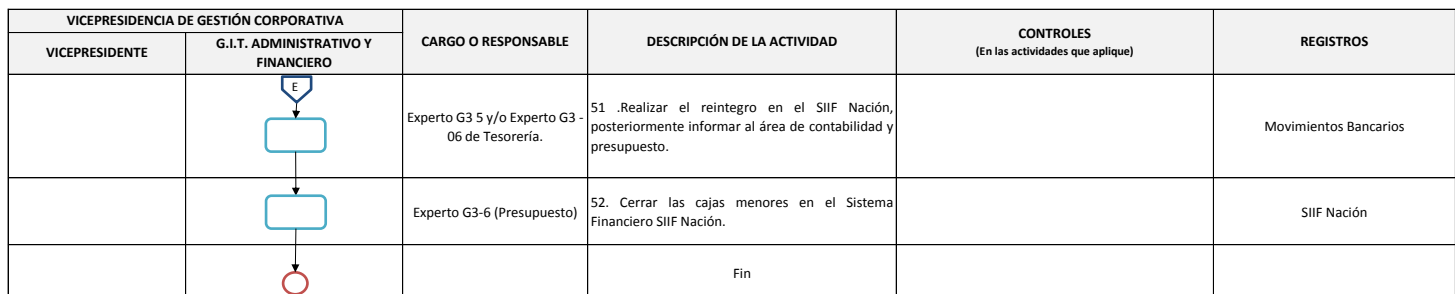 VICEPRESIDENCIA DE GESTIÓN CORPORATIVA
VICEPRESIDENTE
G.I.T. ADMINISTRATIVO Y
FINANCIERO
CARGO O RESPONSABLE
DESCRIPCIÓN DE LA ACTIVIDAD
CONTROLES
(En las actividades que aplique)
REGISTROS
E
Experto G3 5 y/o Experto G3 -
06 de Tesorería.
51 .Realizar el reintegro en el SIIF Nación,
posteriormente informar al área de contabilidad y
presupuesto.
Movimientos Bancarios
Experto G3-6 (Presupuesto)
52. Cerrar las cajas menores en el Sistema
Financiero SIIF Nación.
SIIF Nación
Fin